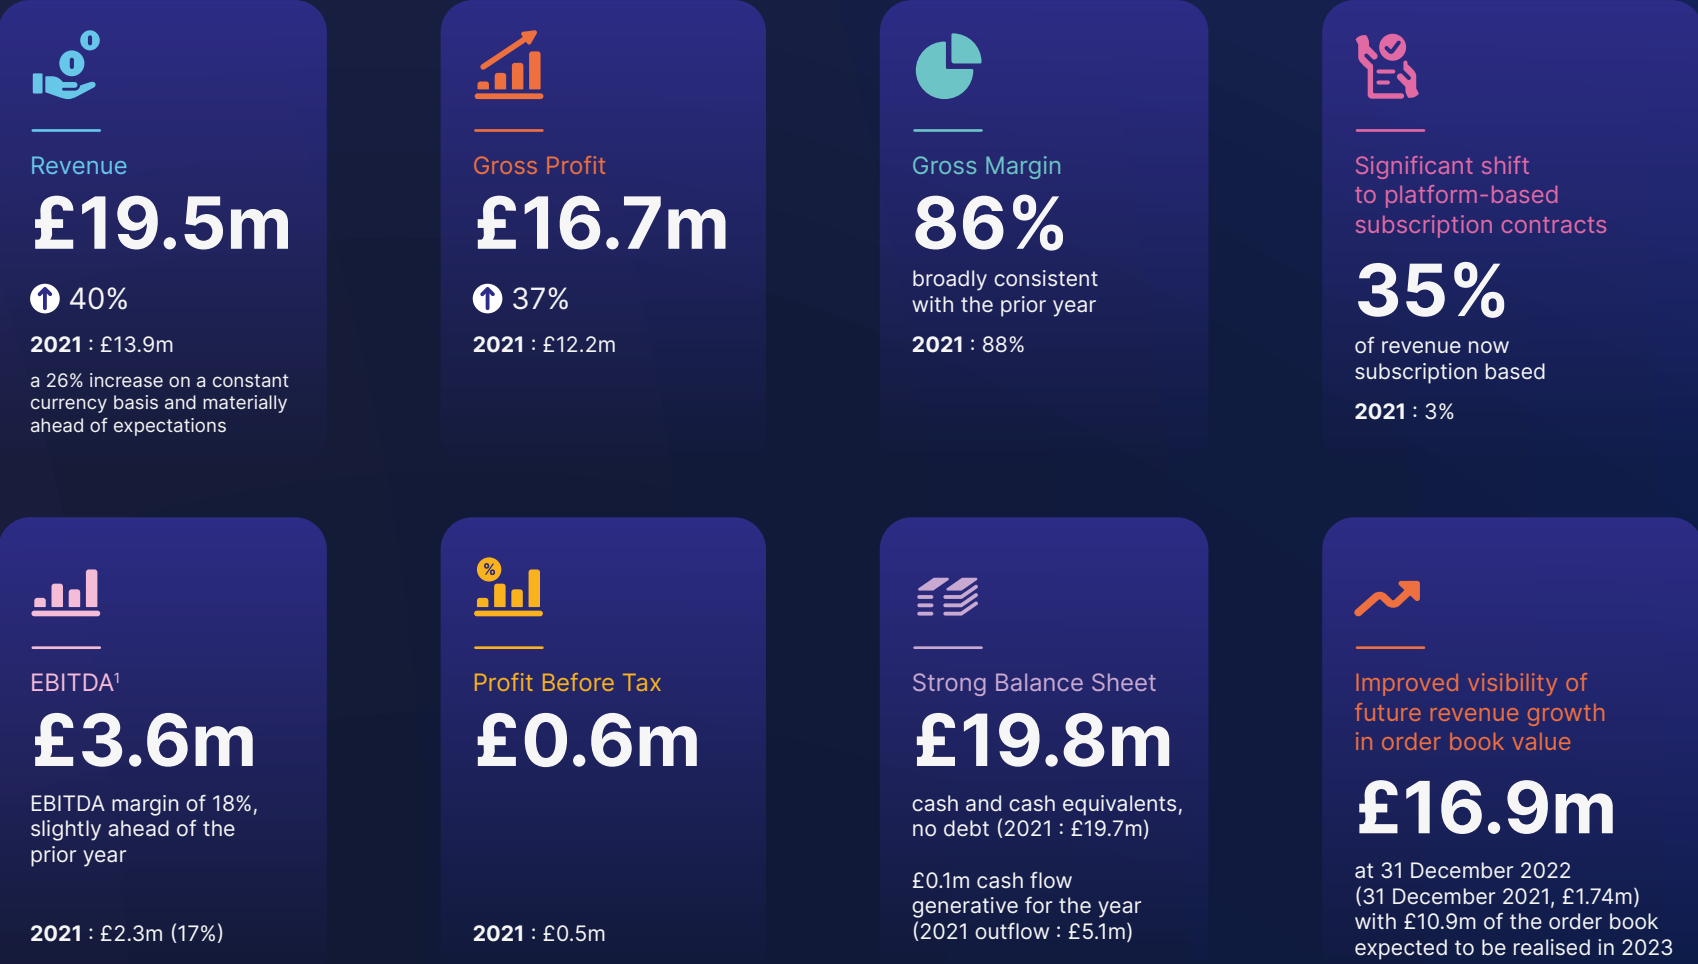 Revenue
£19.5m
40%
2021 : £13.9m
a 26% increase on a constant
currency basis and materially
ahead of expectations
Gross Profit
£16.7m
37%
2021 : £12.2m
Gross Margin
86%
broadly consistent
with the prior year
2021 : 88%
Significant shift
to platform-based
subscription contracts
35%
of revenue now
subscription based
2021 : 3%
EBITDA¹
£3.6m
EBITDA margin of 18%,
slightly ahead of the
prior year
2021 : £2.3m (17%)
%
Profit Before Tax
£0.6m
2021 : £0.5m
Strong Balance Sheet
£19.8m
cash and cash equivalents,
no debt (2021 : £19.7m)
£0.1m cash flow
generative for the year
(2021 outflow : £5.1m)
Improved visibility of
future revenue growth
in order book value
£16.9m
at 31 December 2022
(31 December 2021, £1.74m)
with £10.9m of the order book
expected to be realised in 2023